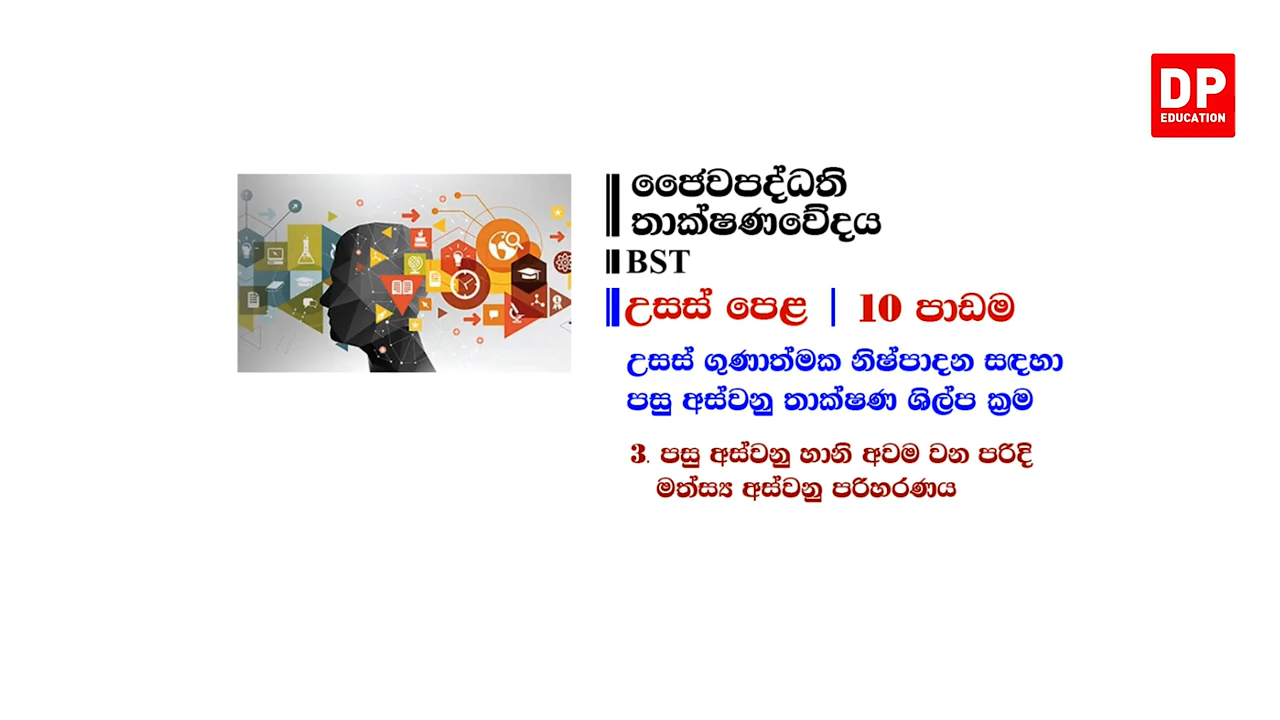 DP
EDUCATION
ජෛවපද්ධති
තාක්ෂණවේදය
BST
උසස් පෙළ | 10 පාඩම
උසස් ගුණාත්මක නිෂ්පාදන සඳහා
පසු අස්වනු තාක්ෂණ ශිල්ප ක්‍රම
3. පසු අස්වනු හානි අවම වන පරිදි
මත්ස්‍ය අස්වනු පරිහරණය